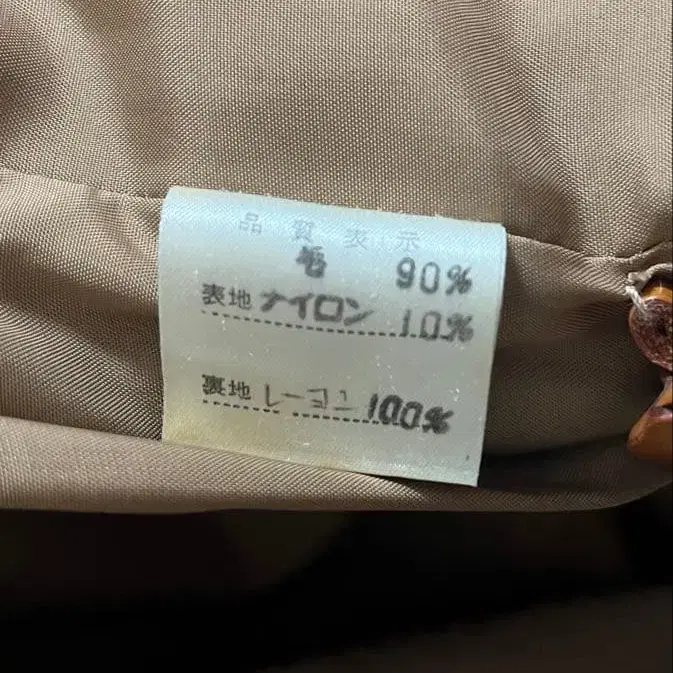 品質表示
毛 90%
表地 ナイロン 10%
裏地 レーヨン 100%